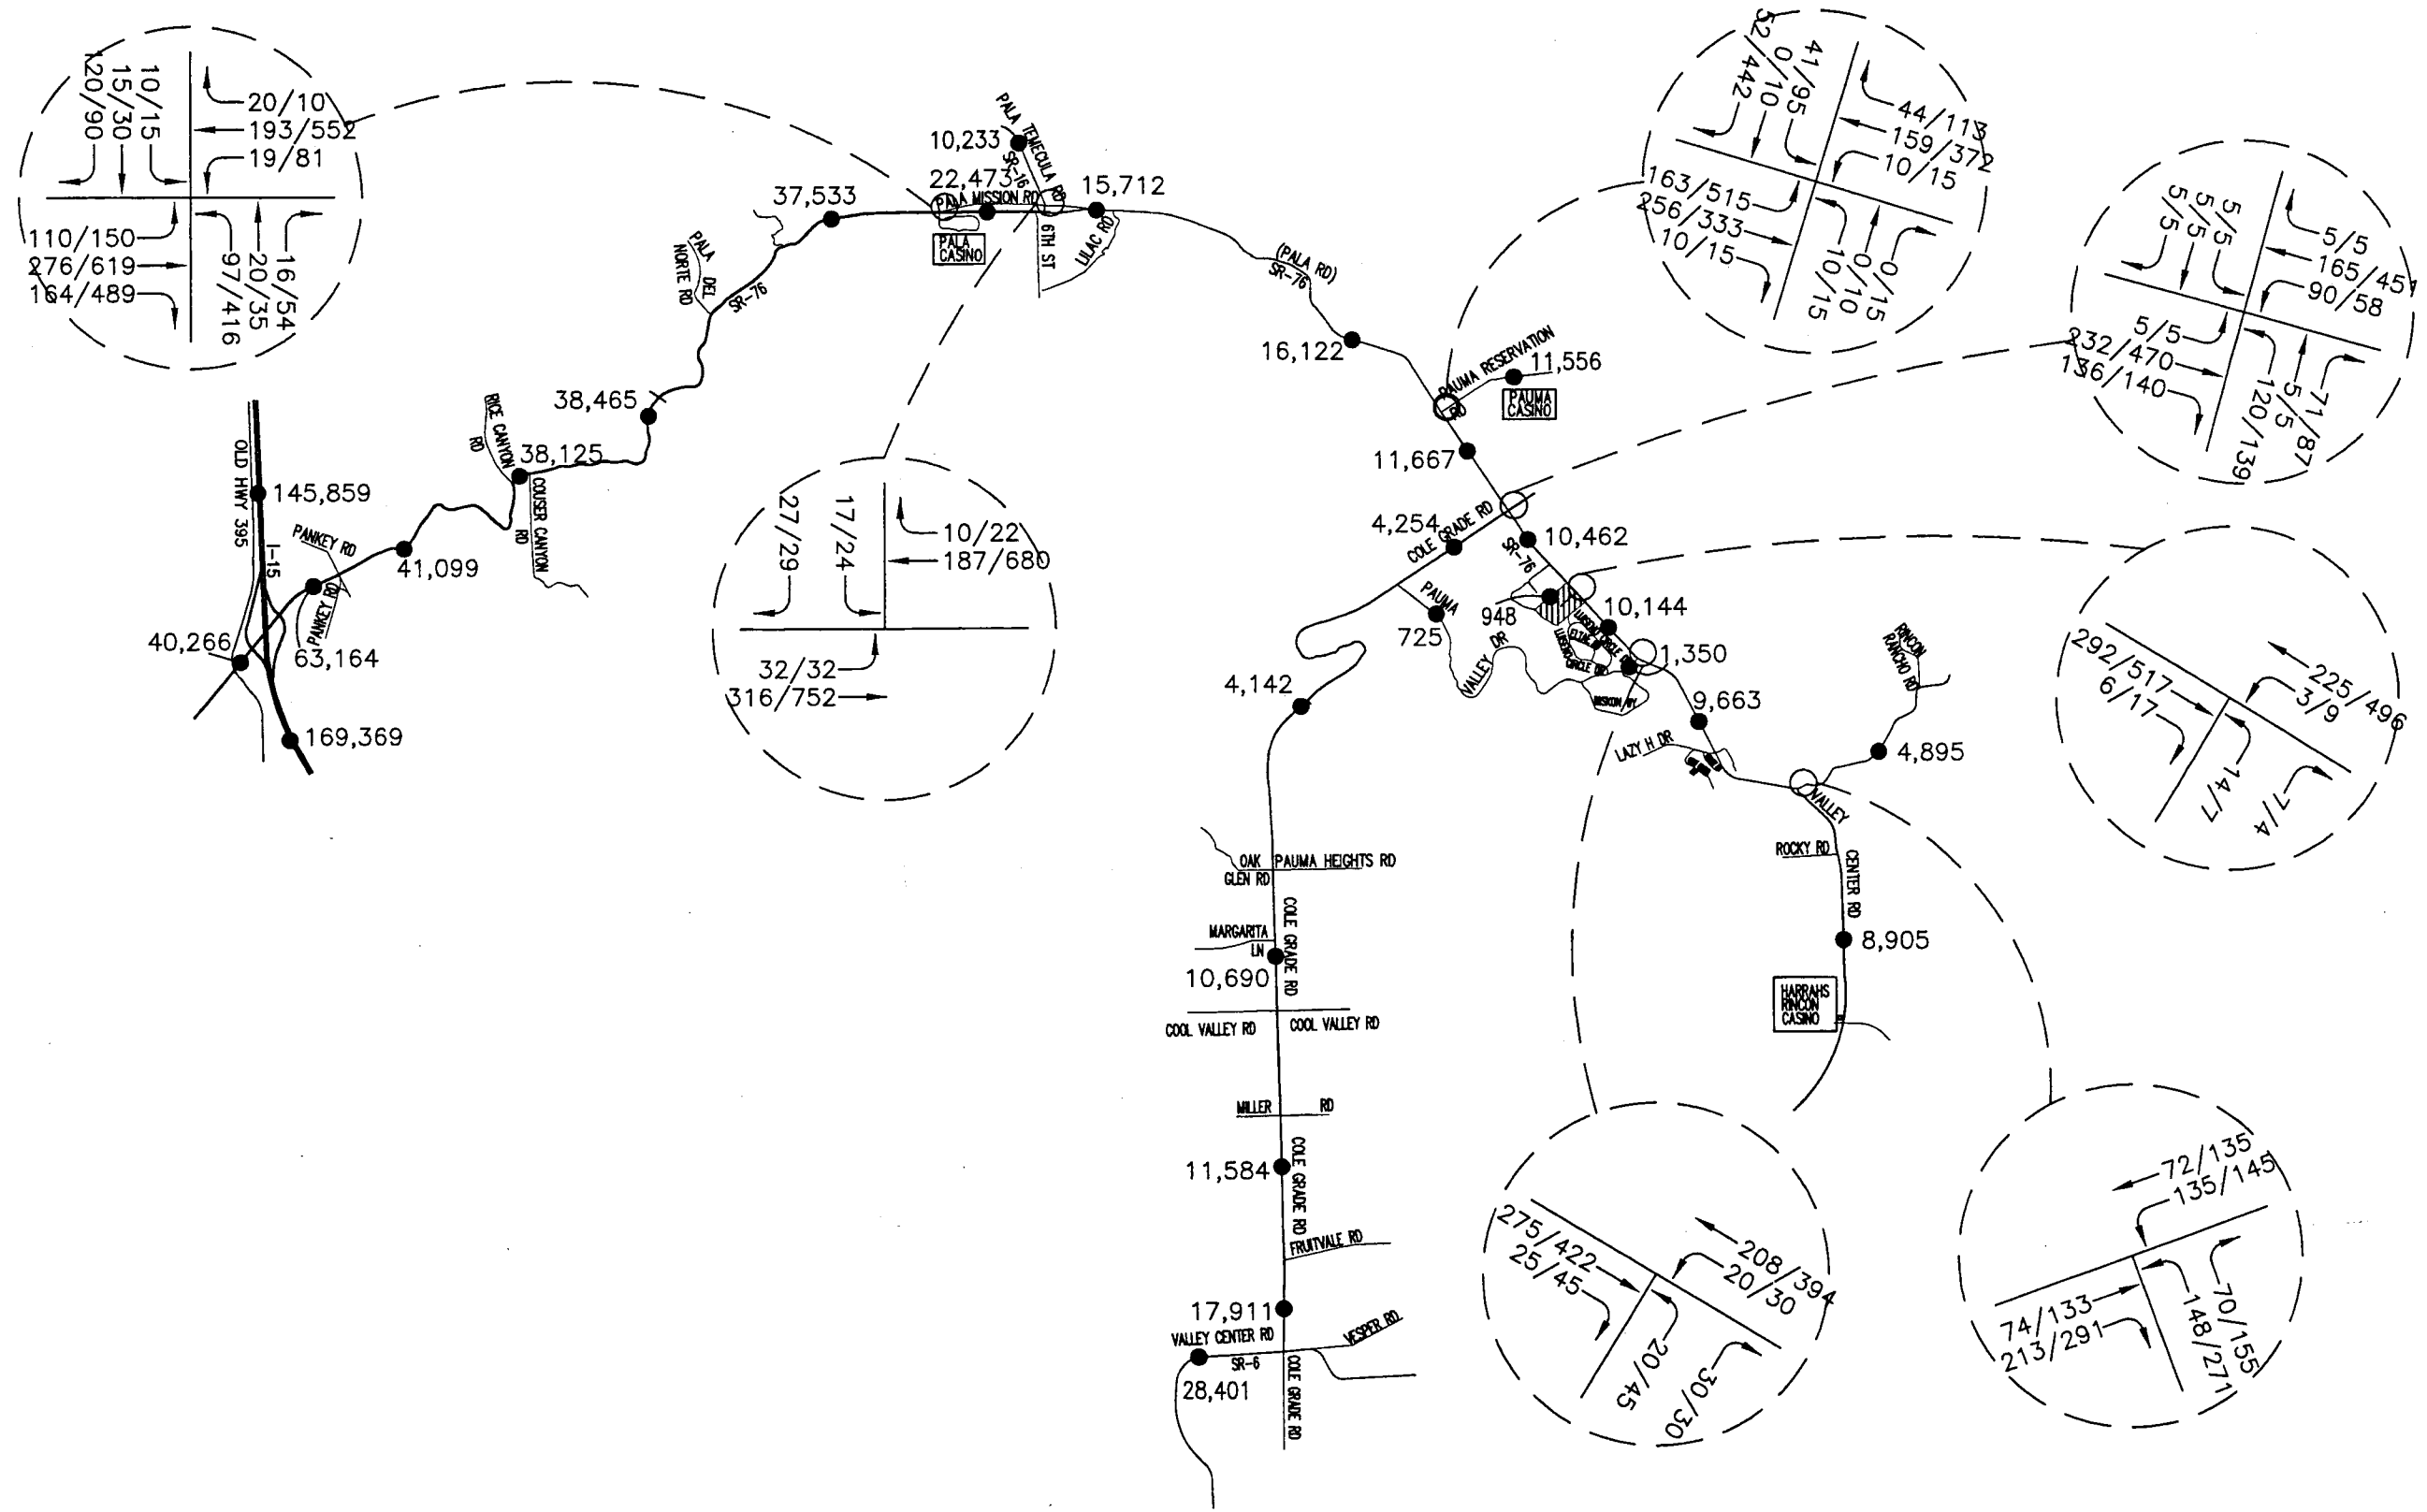 10/15
15/30
120/90
20/10
193/552
19/81
110/150
276/619
164/489
16/54
20/35
97/416
PALA TEMECULA RD
10,233
SR-16
22,473
PALA MISSION RD
15,712
37,533
PALA CASINO
6TH ST
LILAC RD
PALA DEL
NORTE RD
SR-76
(PALA RD)
SR-76
16,122
41/95
0/10
52/442
44/113
159/372
10/15
163/515
256/333
10/15
0/15
0/10
10/15
5/5
5/5
5/5
5/5
165/451
90/58
5/5
232/470
136/140
71/87
5/5
120/139
PAUMA RESERVATION
RD
11,556
PAUMA
CASINO
38,465
RICE CANYON
RD
38,125
COUSER CANYON
RD
OLD HWY 395
145,859
I-15
PANKEY RD
41,099
PANKEY RD
40,266
63,164
169,369
17/24
27/29
10/22
187/680
32/32
316/752
11,667
4,254
COLE GRADE RD
10,462
SR-76
PAUMA
725
VALLEY DR
948
10,144
LUISENO CIRCLE DR
CIRCLE DR
1,350
4,142
9,663
RINCON
RANCHO RD
LAZY H DR
4,895
VALLEY
CENTER RD
ROCKY RD
8,905
HARRAHS
RINCON
CASINO
292/517
6/17
225/496
3/9
14/7
7/4
OAK
GLEN RD
PAUMA HEIGHTS RD
COLE GRADE RD
MARGARITA
LN
10,690
COOL VALLEY RD
COOL VALLEY RD
MILLER RD
11,584
COLE GRADE RD
FRUITVALE RD
17,911
VALLEY CENTER RD
VESPER RD
SR-6
28,401
COLE GRADE RD
275/422
25/45
208/394
20/30
20/45
30/30
72/135
135/145
74/133
213/291
70/155
148/271